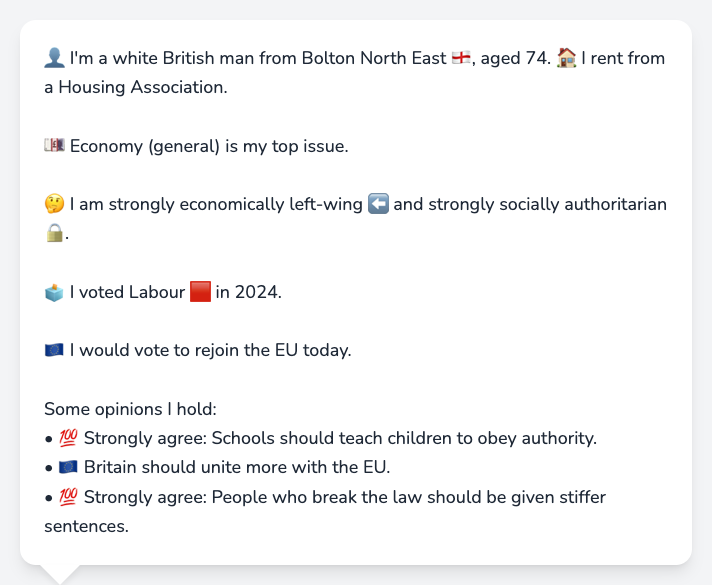 👤 I'm a white British man from Bolton North East 🏴󠁧󠁢󠁥󠁮󠁧󠁿, aged 74. 🏠 I rent from
a Housing Association.
💷 Economy (general) is my top issue.
🤔 I am strongly economically left-wing ⬅️ and strongly socially authoritarian
🔒.
🗳️ I voted Labour 🟥 in 2024.
🇪🇺 I would vote to rejoin the EU today.
Some opinions I hold:
• 💯 Strongly agree: Schools should teach children to obey authority.
• 🇪🇺 Britain should unite more with the EU.
• 💯 Strongly agree: People who break the law should be given stiffer
sentences.